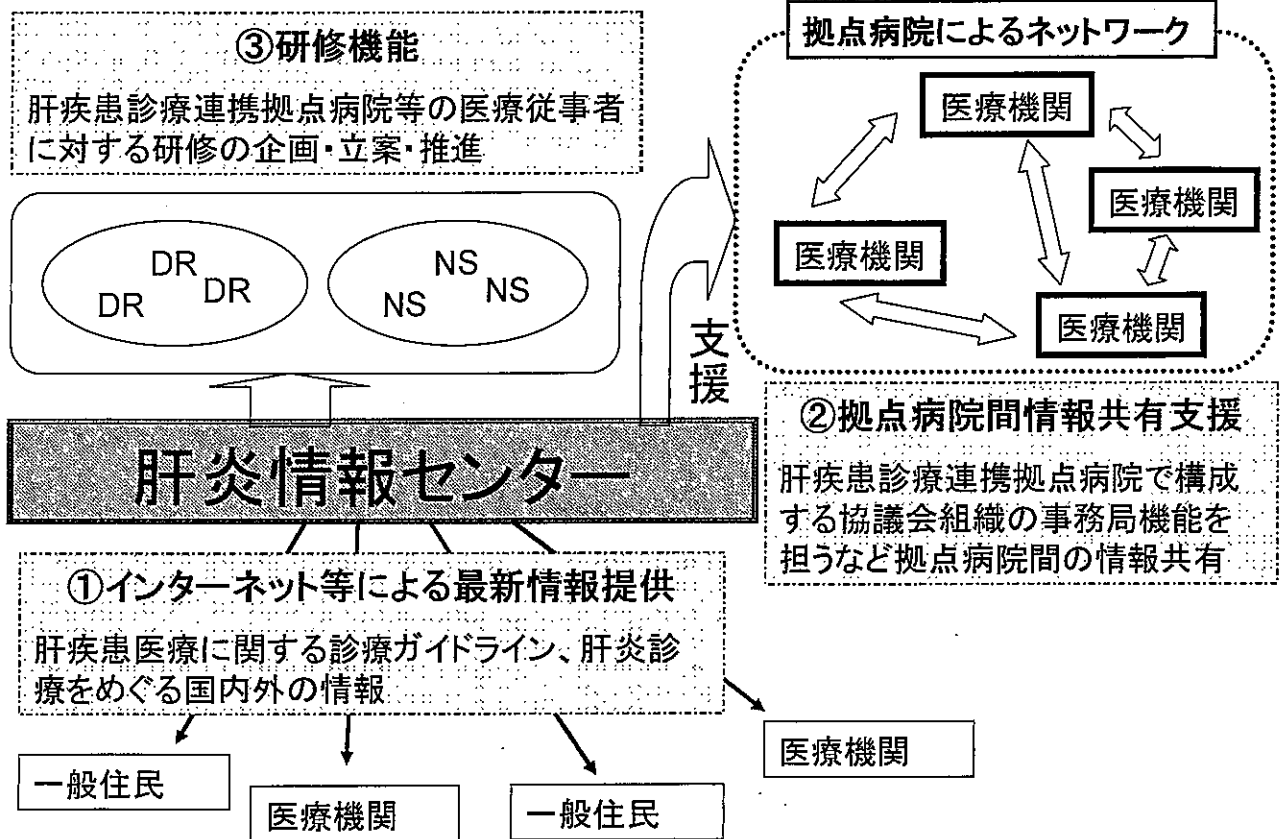 ③研修機能
肝疾患診療連携拠点病院等の医療従事者
に対する研修の企画・立案・推進
DR
DR
DR
NS
NS
NS
拠点病院によるネットワーク
医療機関
医療機関
医療機関
医療機関
支援
②拠点病院間情報共有支援
肝疾患診療連携拠点病院で構成
する協議会組織の事務局機能を
担うなど拠点病院間の情報共有
肝炎情報センター
①インターネット等による最新情報提供
肝疾患医療に関する診療ガイドライン、肝炎診
療をめぐる国内外の情報
一般住民
医療機関
一般住民
医療機関